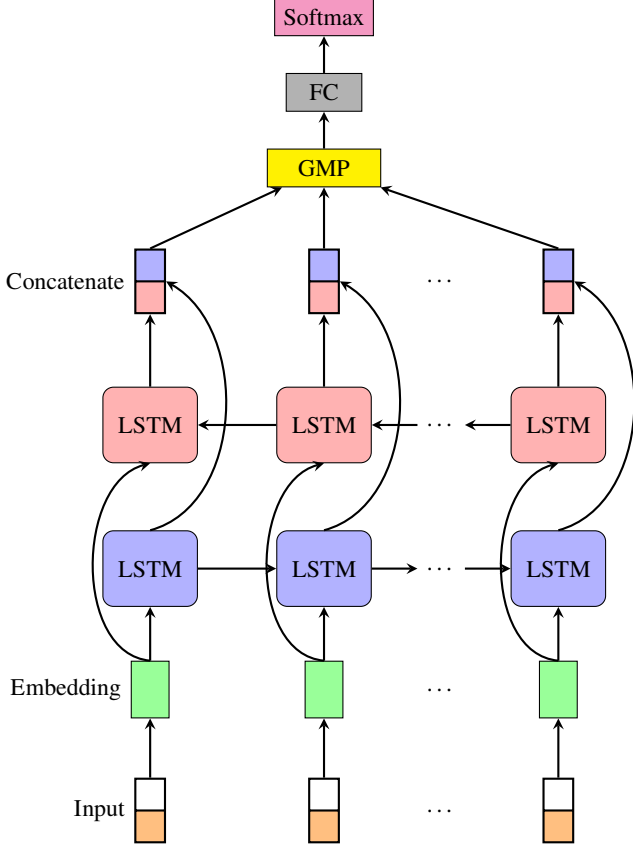 Softmax
FC
GMP
Concatenate
...
LSTM LSTM ... LSTM
LSTM LSTM ... LSTM
Embedding
...
Input
...